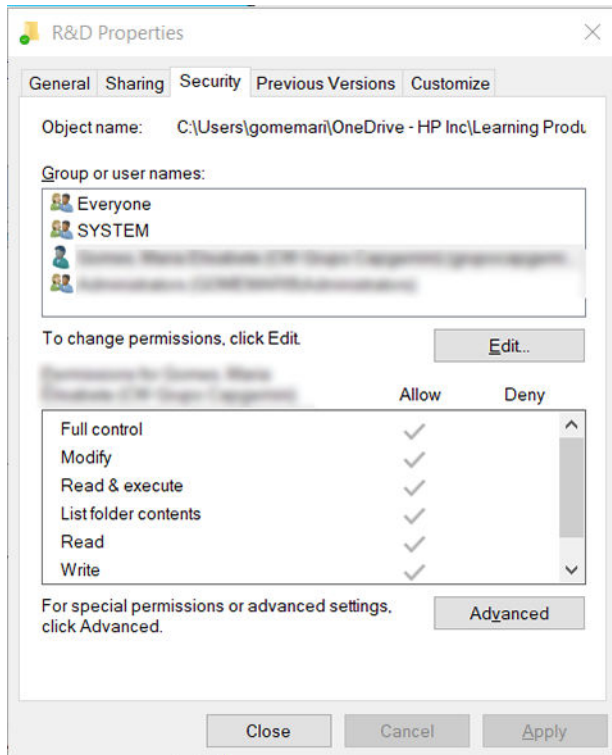 R&D Properties
General Sharing Security Previous Versions Customize
Object name: C:\Users\gomemari\OneDrive - HP Inc\Learning Produ
Group or user names:
Everyone
SYSTEM
To change permissions, click Edit.
Edit...
Allow Deny
Full control
Modify
Read & execute
List folder contents
Read
Write
For special permissions or advanced settings,
click Advanced.
Advanced
Close Cancel Apply